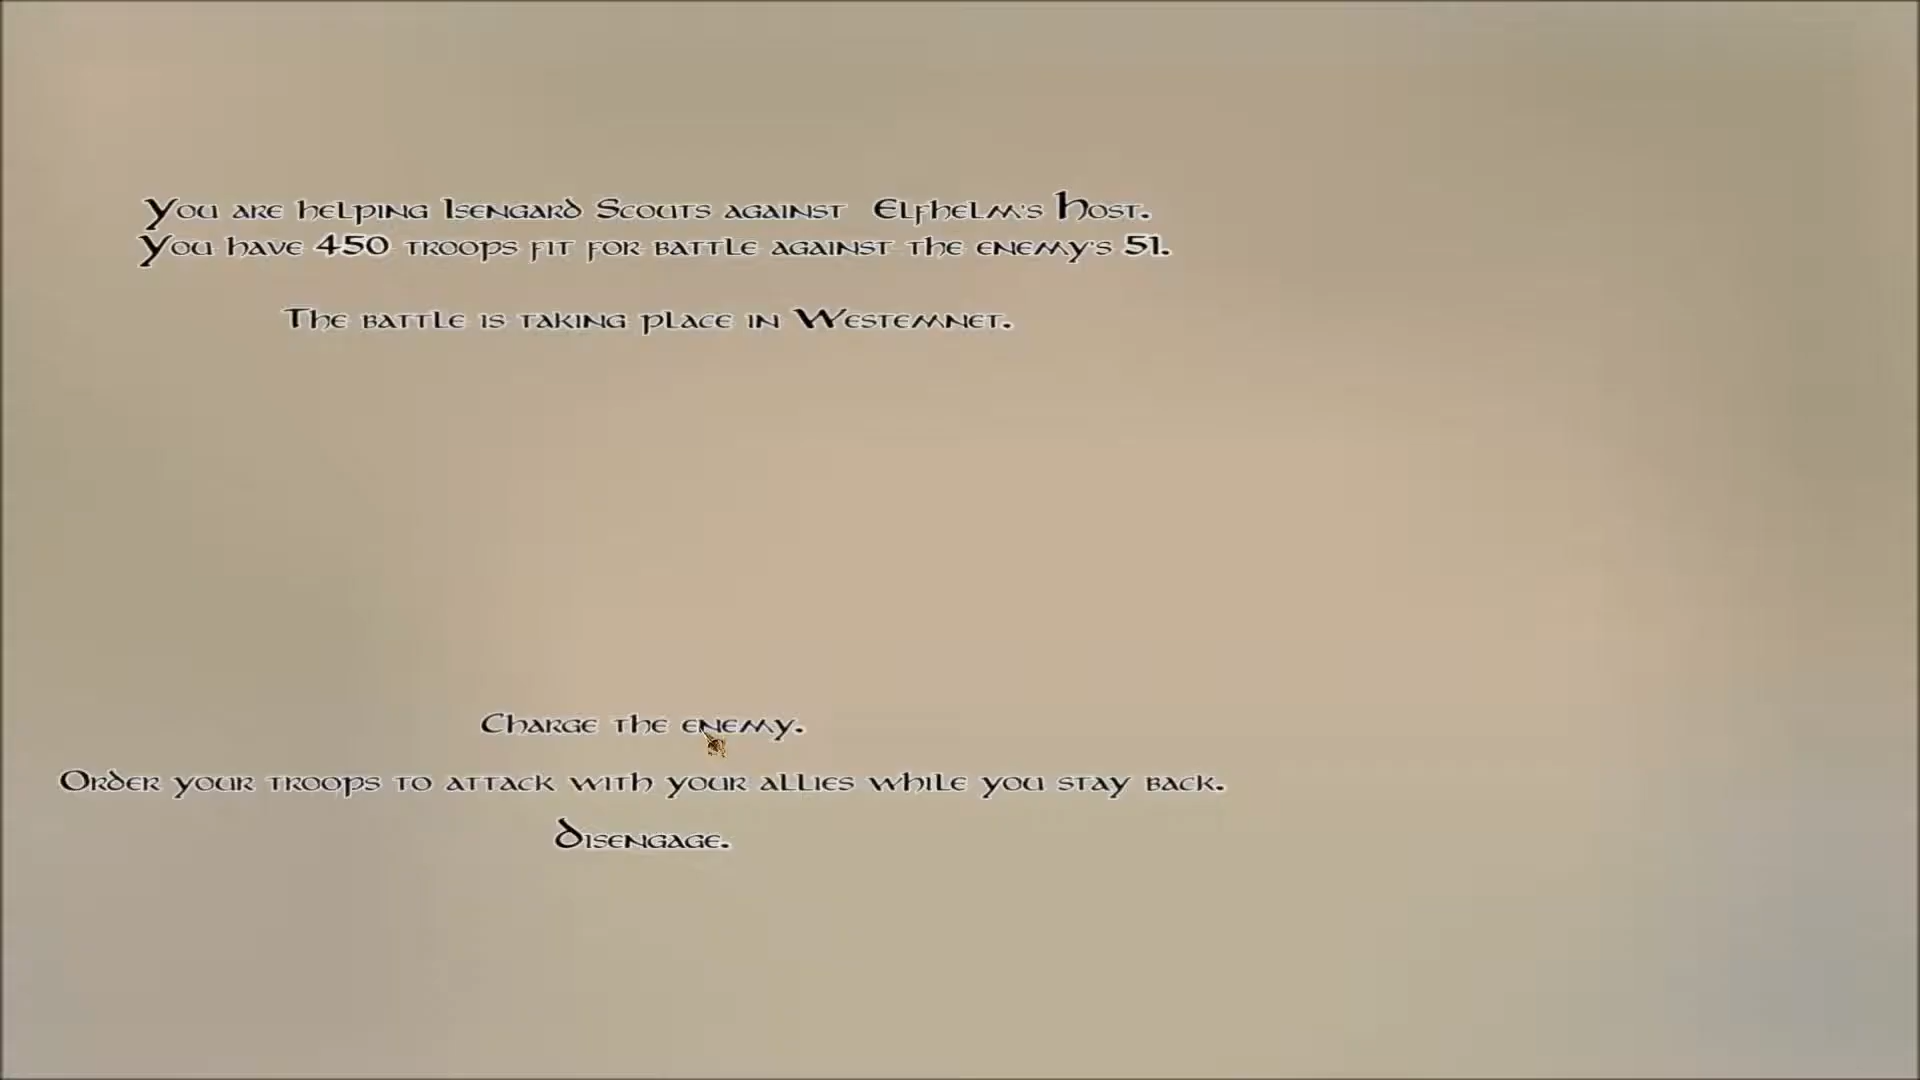 You are helping Isengard Scouts against Elfhelm's Host.
You have 450 troops fit for battle against the enemy's 51.
The battle is taking place in Westemnet.
Charge the enemy.
Order your troops to attack with your allies while you stay back.
Disengage.